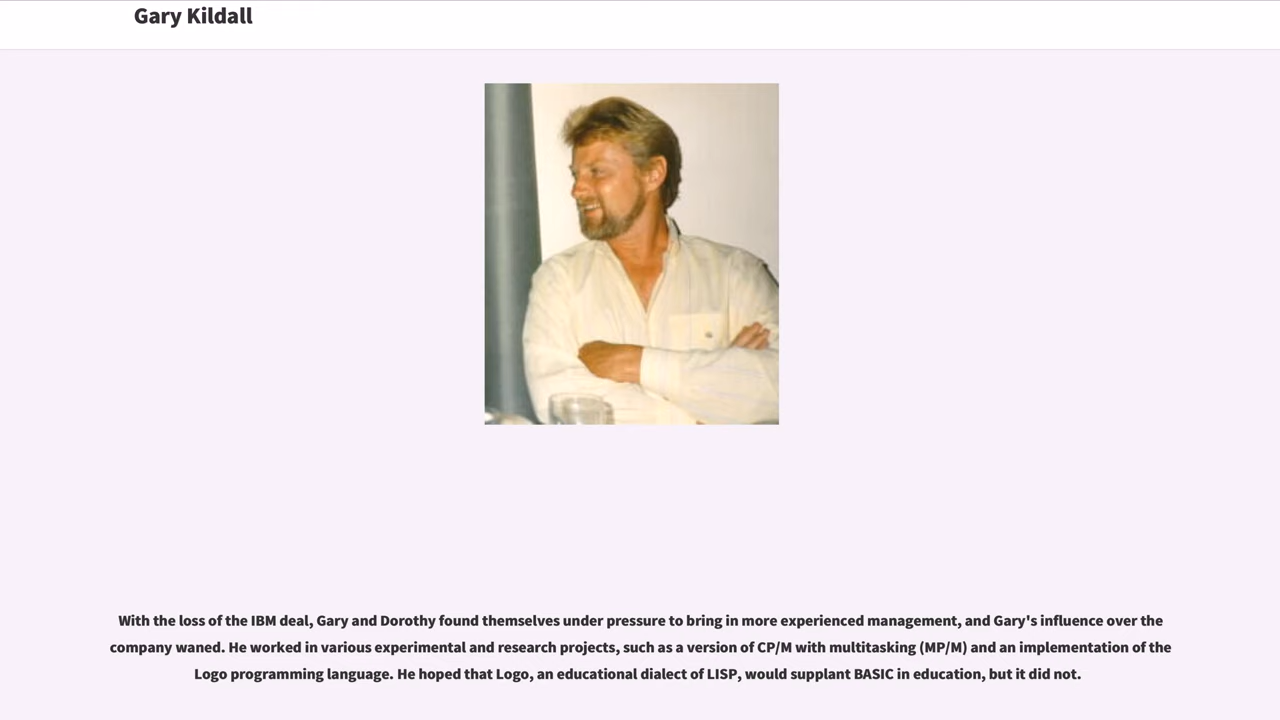 Gary Kildall
With the loss of the IBM deal, Gary and Dorothy found themselves under pressure to bring in more experienced management, and Gary's influence over the
company waned. He worked in various experimental and research projects, such as a version of CP/M with multitasking (MP/M) and an implementation of the
Logo programming language. He hoped that Logo, an educational dialect of LISP, would supplant BASIC in education, but it did not.